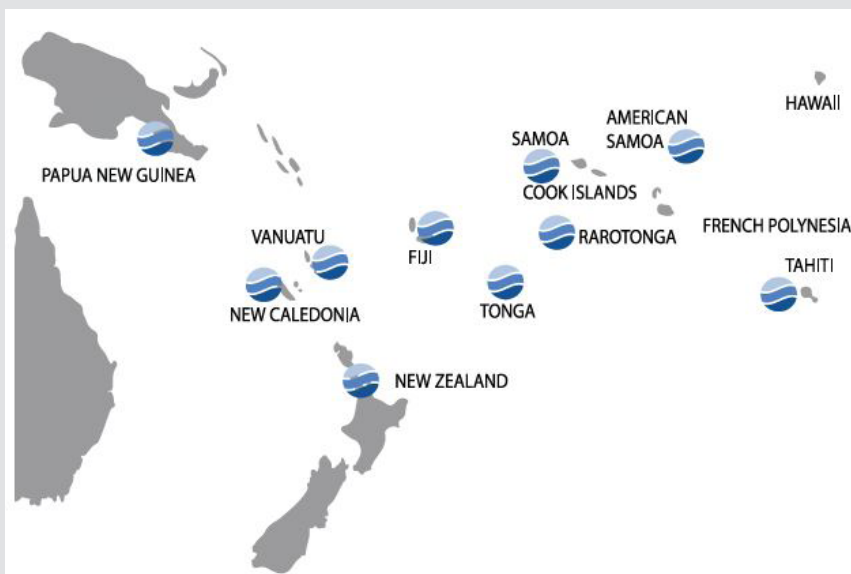 HAWAII
AMERICAN
SAMOA
SAMOA
PAPUA NEW GUINEA
COOK ISLANDS
FRENCH POLYNESIA
VANUATU
RAROTONGA
FIJI
TAHITI
NEW CALEDONIA
TONGA
NEW ZEALAND